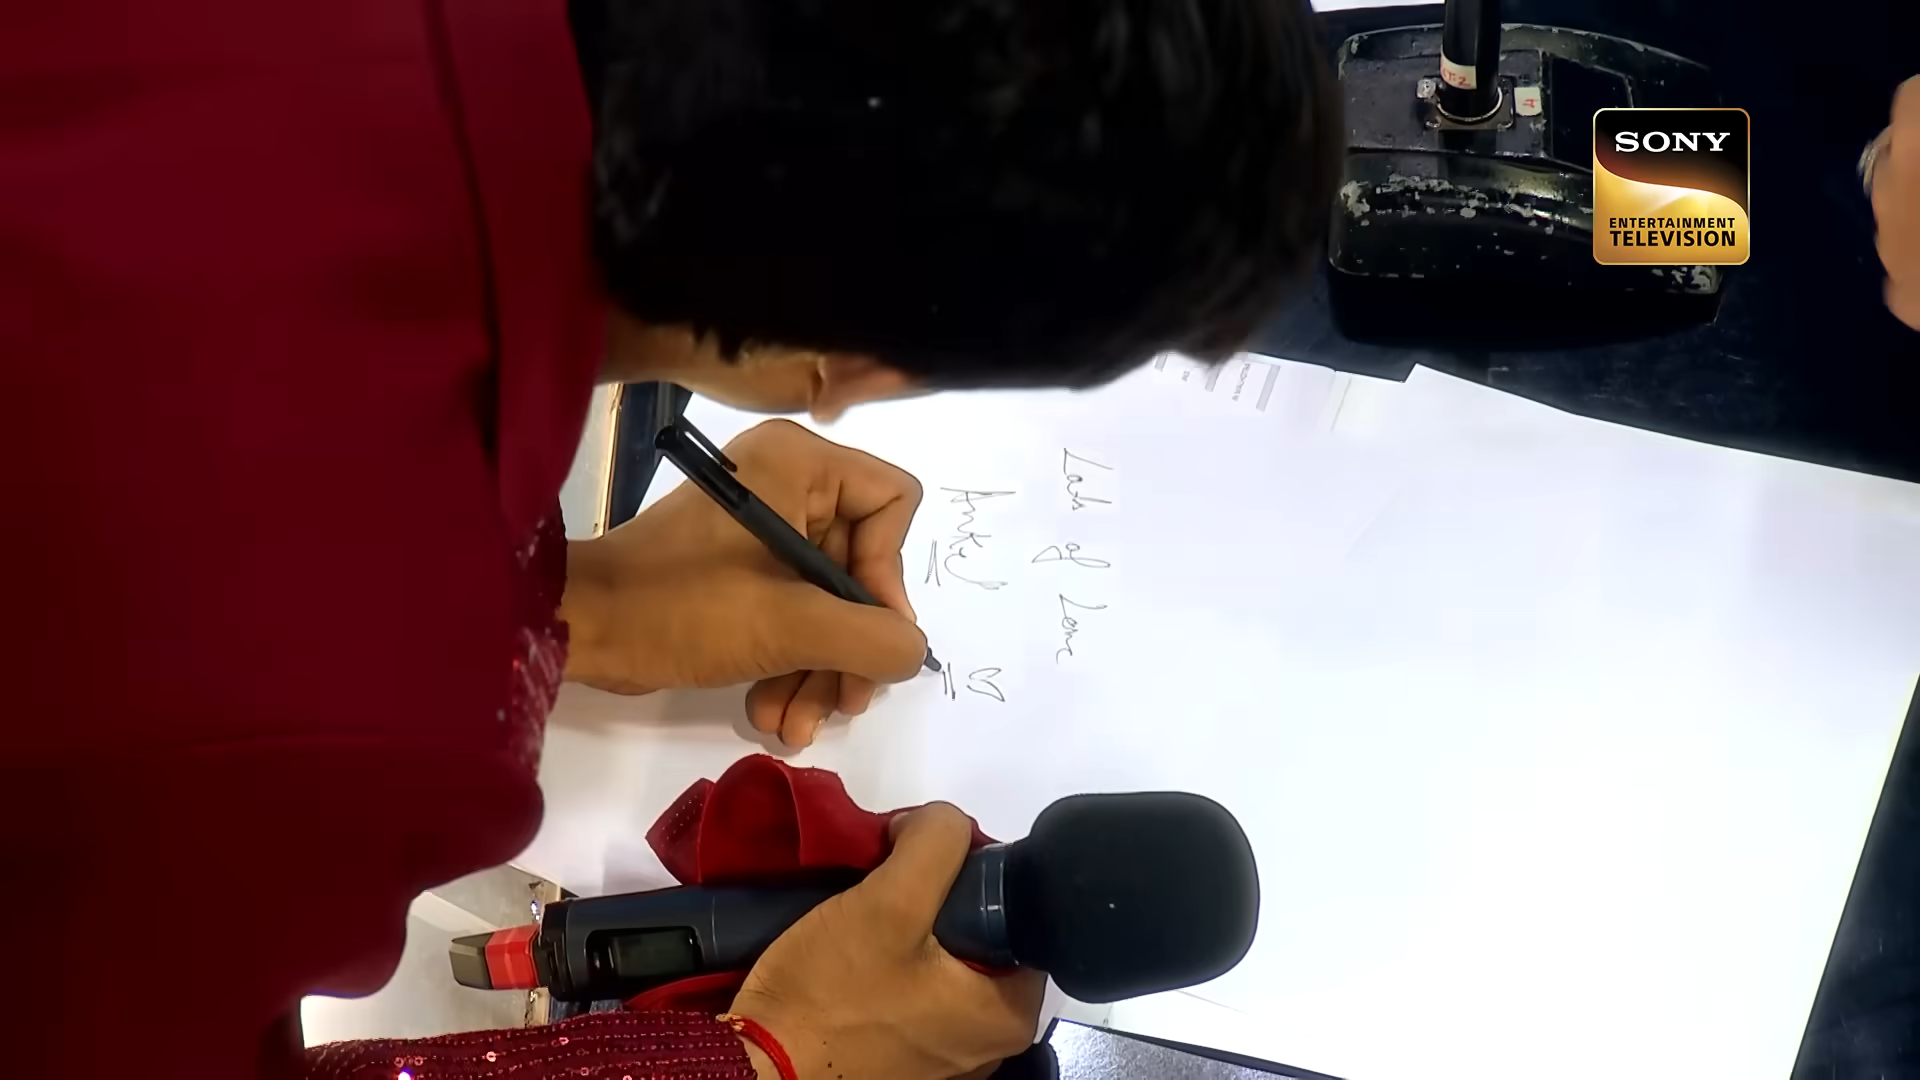 SONY
ENTERTAINMENT
TELEVISION
Lots of Love
Ankit